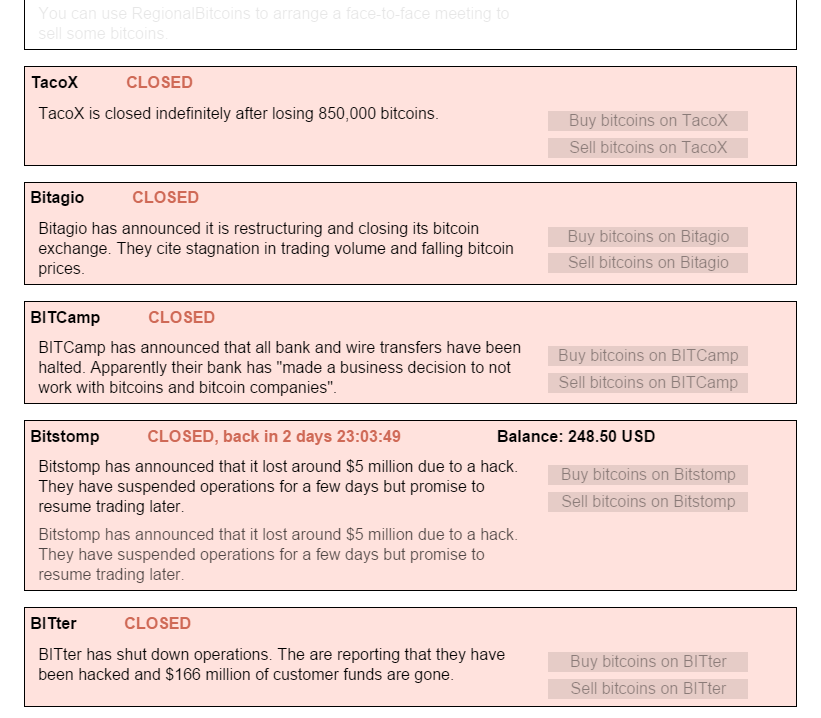 You can use RegionalBitcoins to arrange a face-to-face meeting to
sell some bitcoins
TacoX CLOSED
TacoX is closed indefinitely after losing 850,000 bitcoins.
Buy bitcoins on TacoX
Sell bitcoins on TacoX
Bitagio CLOSED
Bitagio has announced it is restructuring and closing its bitcoin
exchange. They cite stagnation in trading volume and falling bitcoin
prices.
Buy bitcoins on Bitagio
Sell bitcoins on Bitagio
BITCamp CLOSED
BITCamp has announced that all bank and wire transfers have been
halted. Apparently their bank has "made a business decision to not
work with bitcoins and bitcoin companies".
Buy bitcoins on BITCamp
Sell bitcoins on BITCamp
Bitstomp CLOSED, back in 2 days 23:03:49 Balance: 248.50 USD
Bitstomp has announced that it lost around $5 million due to a hack.
They have suspended operations for a few days but promise to
resume trading later.
Bitstomp has announced that it lost around $5 million due to a hack.
They have suspended operations for a few days but promise to
resume trading later.
Buy bitcoins on Bitstomp
Sell bitcoins on Bitstomp
BITter CLOSED
BITter has shut down operations. The are reporting that they have
been hacked and $166 million of customer funds are gone.
Buy bitcoins on BITter
Sell bitcoins on BITter